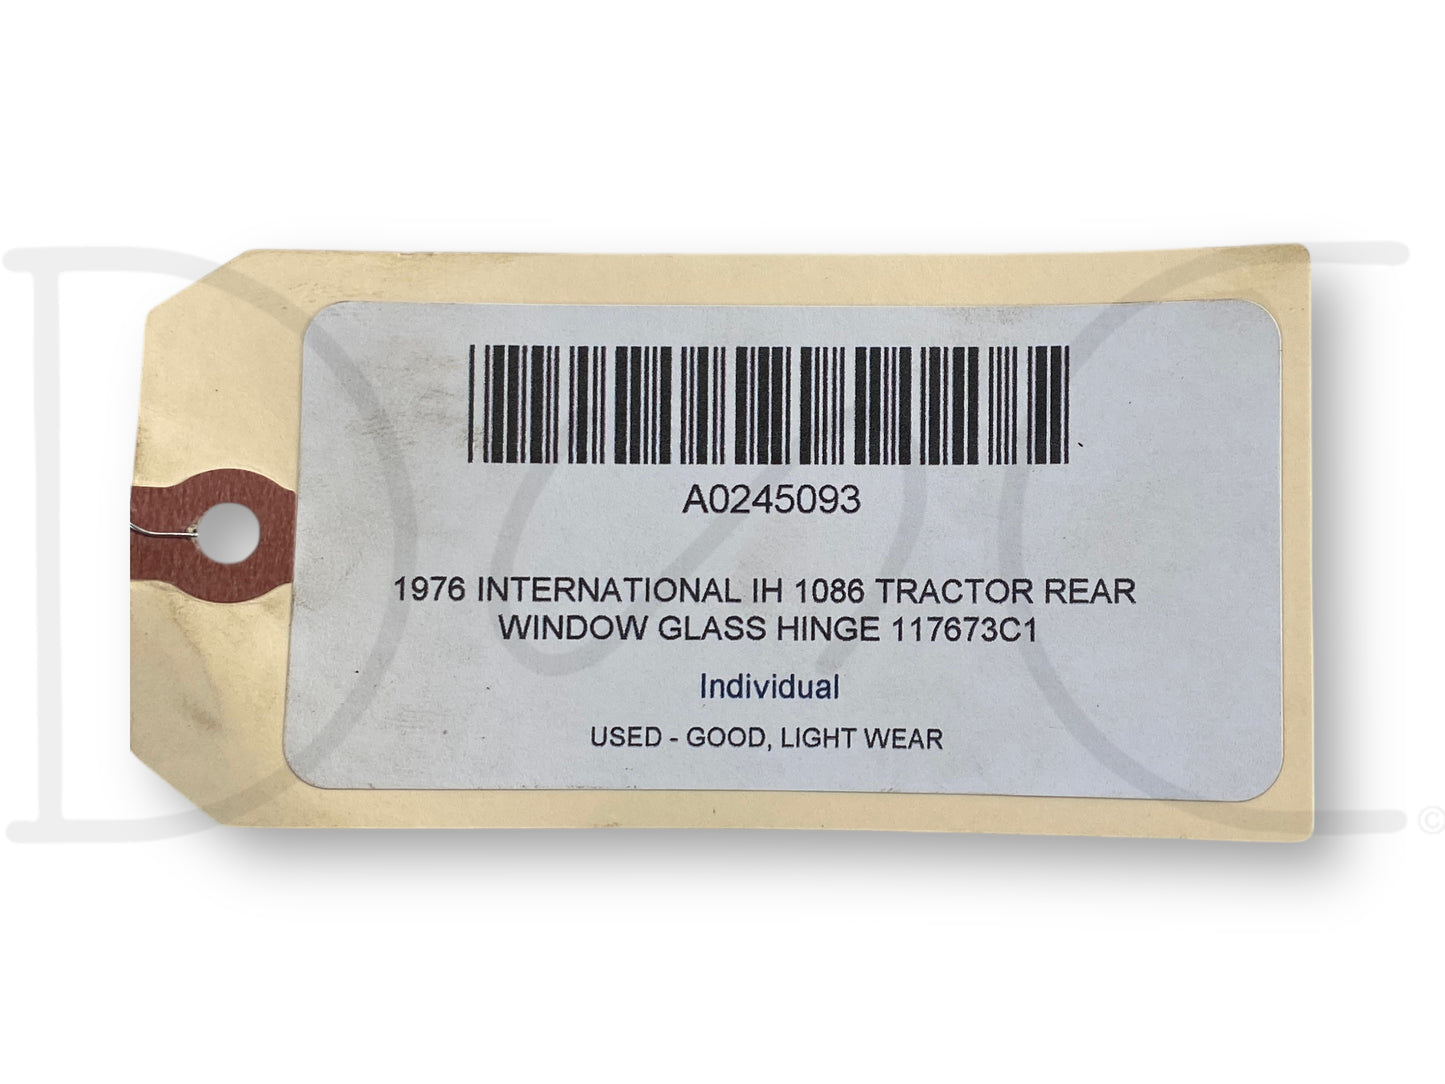 A0245093
1976 INTERNATIONAL IH 1086 TRACTOR REAR
WINDOW GLASS HINGE 117673C1
Individual
USED - GOOD, LIGHT WEAR
D C
©